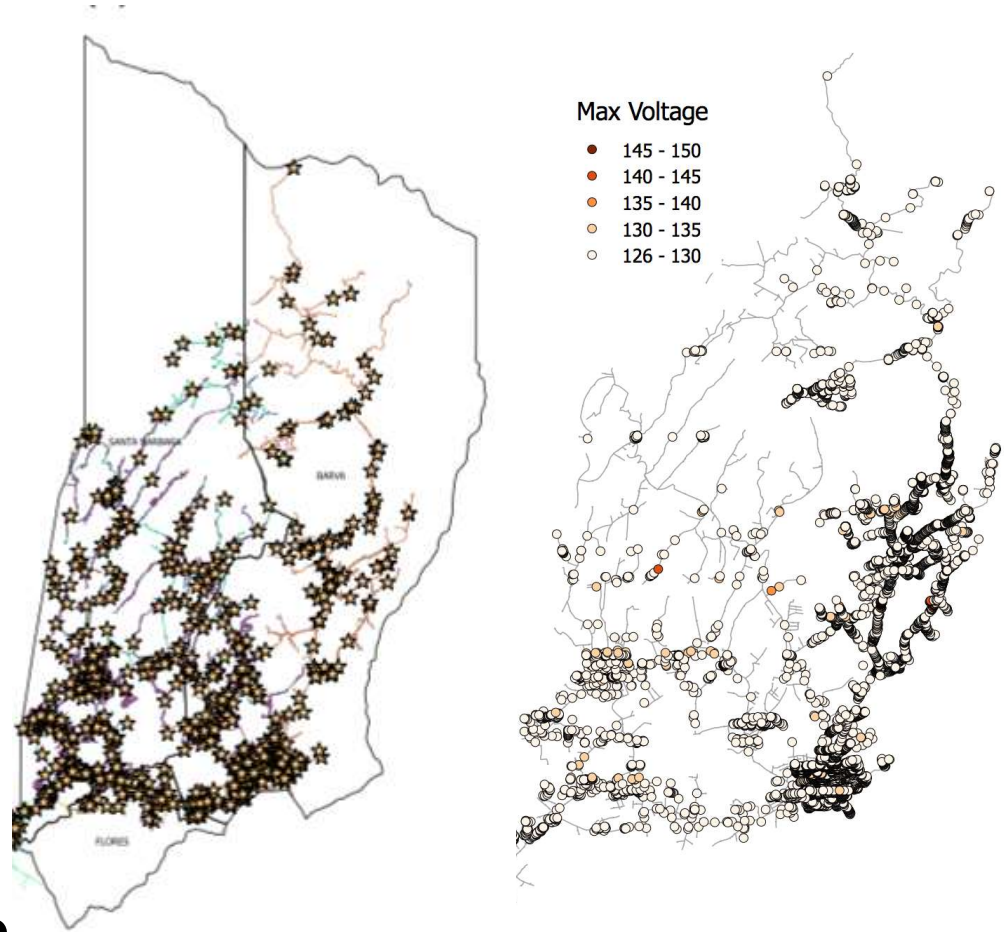 Max Voltage
145 - 150
140 - 145
135 - 140
130 - 135
126 - 130
SANTA BARBARA
BARVA
FLORES